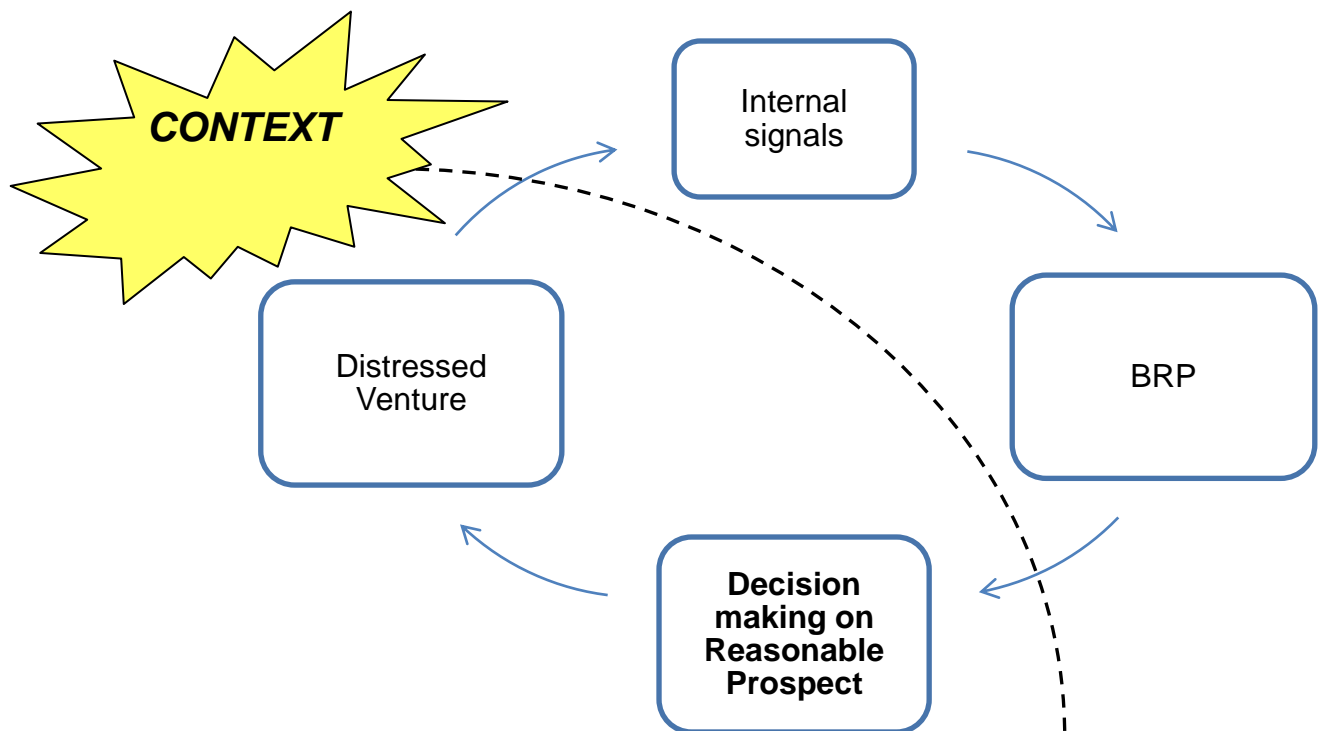 CONTEXT
Internal
signals
Distressed
Venture
BRP
Decision
making on
Reasonable
Prospect